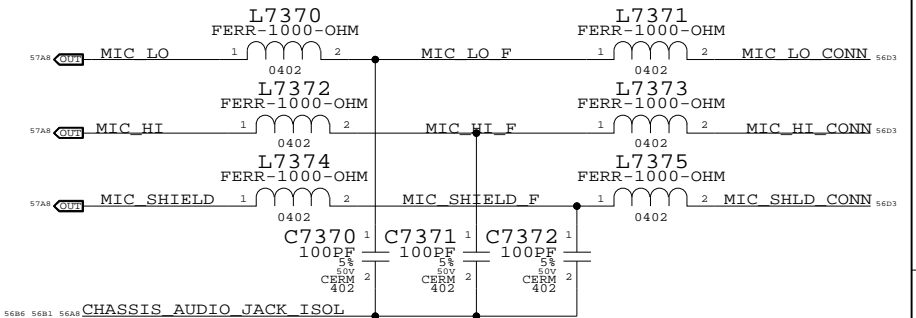 L7370 L7371
FERR-1000-OHM FERR-1000-OHM
57A8 OUT MIC_LO 1 2 MIC_LO_F 1 2 MIC_LO_CONN 56D3
0402 0402
L7372 L7373
FERR-1000-OHM FERR-1000-OHM
57A8 OUT MIC_HI 1 2 MIC_HI_F 1 2 MIC_HI_CONN 56D3
0402 0402
L7374 L7375
FERR-1000-OHM FERR-1000-OHM
57A8 OUT MIC_SHIELD 1 2 MIC_SHIELD_F 1 2 MIC_SHLD_CONN 56D3
0402 0402
C7370 1 C7371 1 C7372 1
100PF 100PF 100PF
5% 5% 5%
50V 50V 50V
CERM 2 CERM 2 CERM 2
402 402 402
56B6 56B1 56A8 CHASSIS_AUDIO_JACK_ISOL